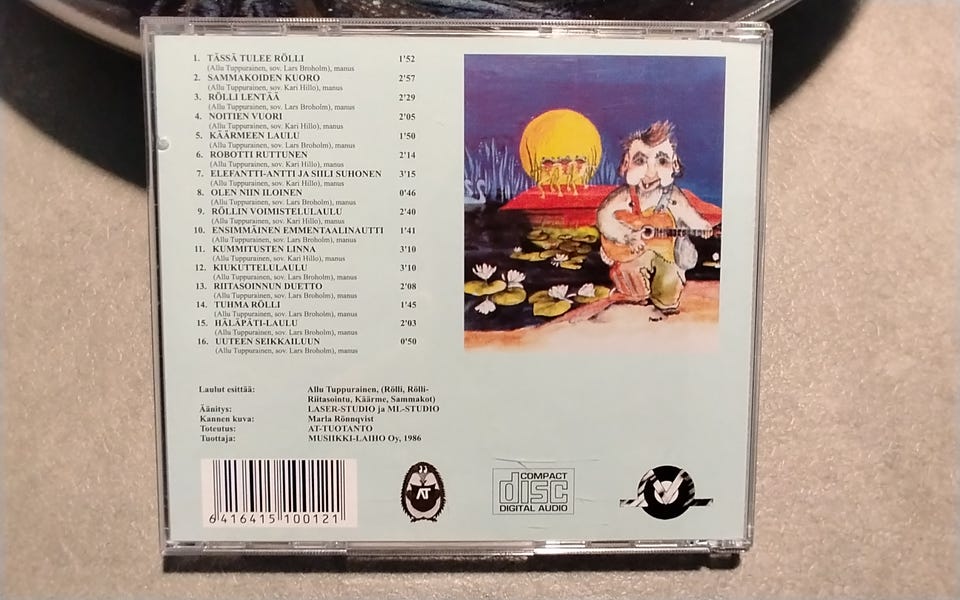 1. TÄSSÄ TULEE RÖLLI 1'52
(Allu Tuppurainen, sov. Lars Broholm), manus
2. SAMMAKOIDEN KUORO 2'57
(Allu Tuppurainen, sov. Kari Hillo), manus
3. RÖLLI LENTÄÄ 2'29
(Allu Tuppurainen, sov. Lars Broholm), manus
4. NOITIEN VUORI 2'05
(Allu Tuppurainen, sov. Kari Hillo), manus
5. KÄÄRMEEN LAULU 1'50
(Allu Tuppurainen, sov. Lars Broholm), manus
6. ROBOTTI RUTTUNEN 2'14
(Allu Tuppurainen, sov. Kari Hillo), manus
7. ELEFANTTI-ANTTI JA SIILI SUHONEN 3'15
(Allu Tuppurainen, sov. Kari Hillo), manus
8. OLEN NIIN ILOINEN 0'46
(Allu Tuppurainen, sov. Lars Broholm), manus
9. RÖLLIN VOIMISTELULAULU 2'40
(Allu Tuppurainen, sov. Kari Hillo), manus
10. ENSIMMÄINEN EMMENTAALINAUTTI 1'41
(Allu Tuppurainen, sov. Lars Broholm), manus
11. KUMMITUSTEN LINNA 3'10
(Allu Tuppurainen, sov. Kari Hillo), manus
12. KIUKUTTELULAULU 3'10
(Allu Tuppurainen, sov. Lars Broholm), manus
13. RIITASOINNUN DUETTO 2'08
(Allu Tuppurainen, sov. Lars Broholm), manus
14. TUHMA RÖLLI 1'45
(Allu Tuppurainen, sov. Lars Broholm), manus
15. HÄLÄPÄTI-LAULU 2'03
(Allu Tuppurainen, sov. Lars Broholm), manus
16. UUTEEN SEIKKAILUUN 0'50
(Allu Tuppurainen, sov. Lars Broholm), manus
Laulut esittää: Allu Tuppurainen, (Rölli, Rölli-
Riitasointu, Käärme, Sammakot)
Äänitys: LASER-STUDIO ja ML-STUDIO
Kannen kuva: Marla Rönnqvist
Toteutus: AT-TUOTANTO
Tuottaja: MUSIIKKI-LAIHO Oy, 1986
6 416415 100121
AT
COMPACT
disc
DIGITAL AUDIO